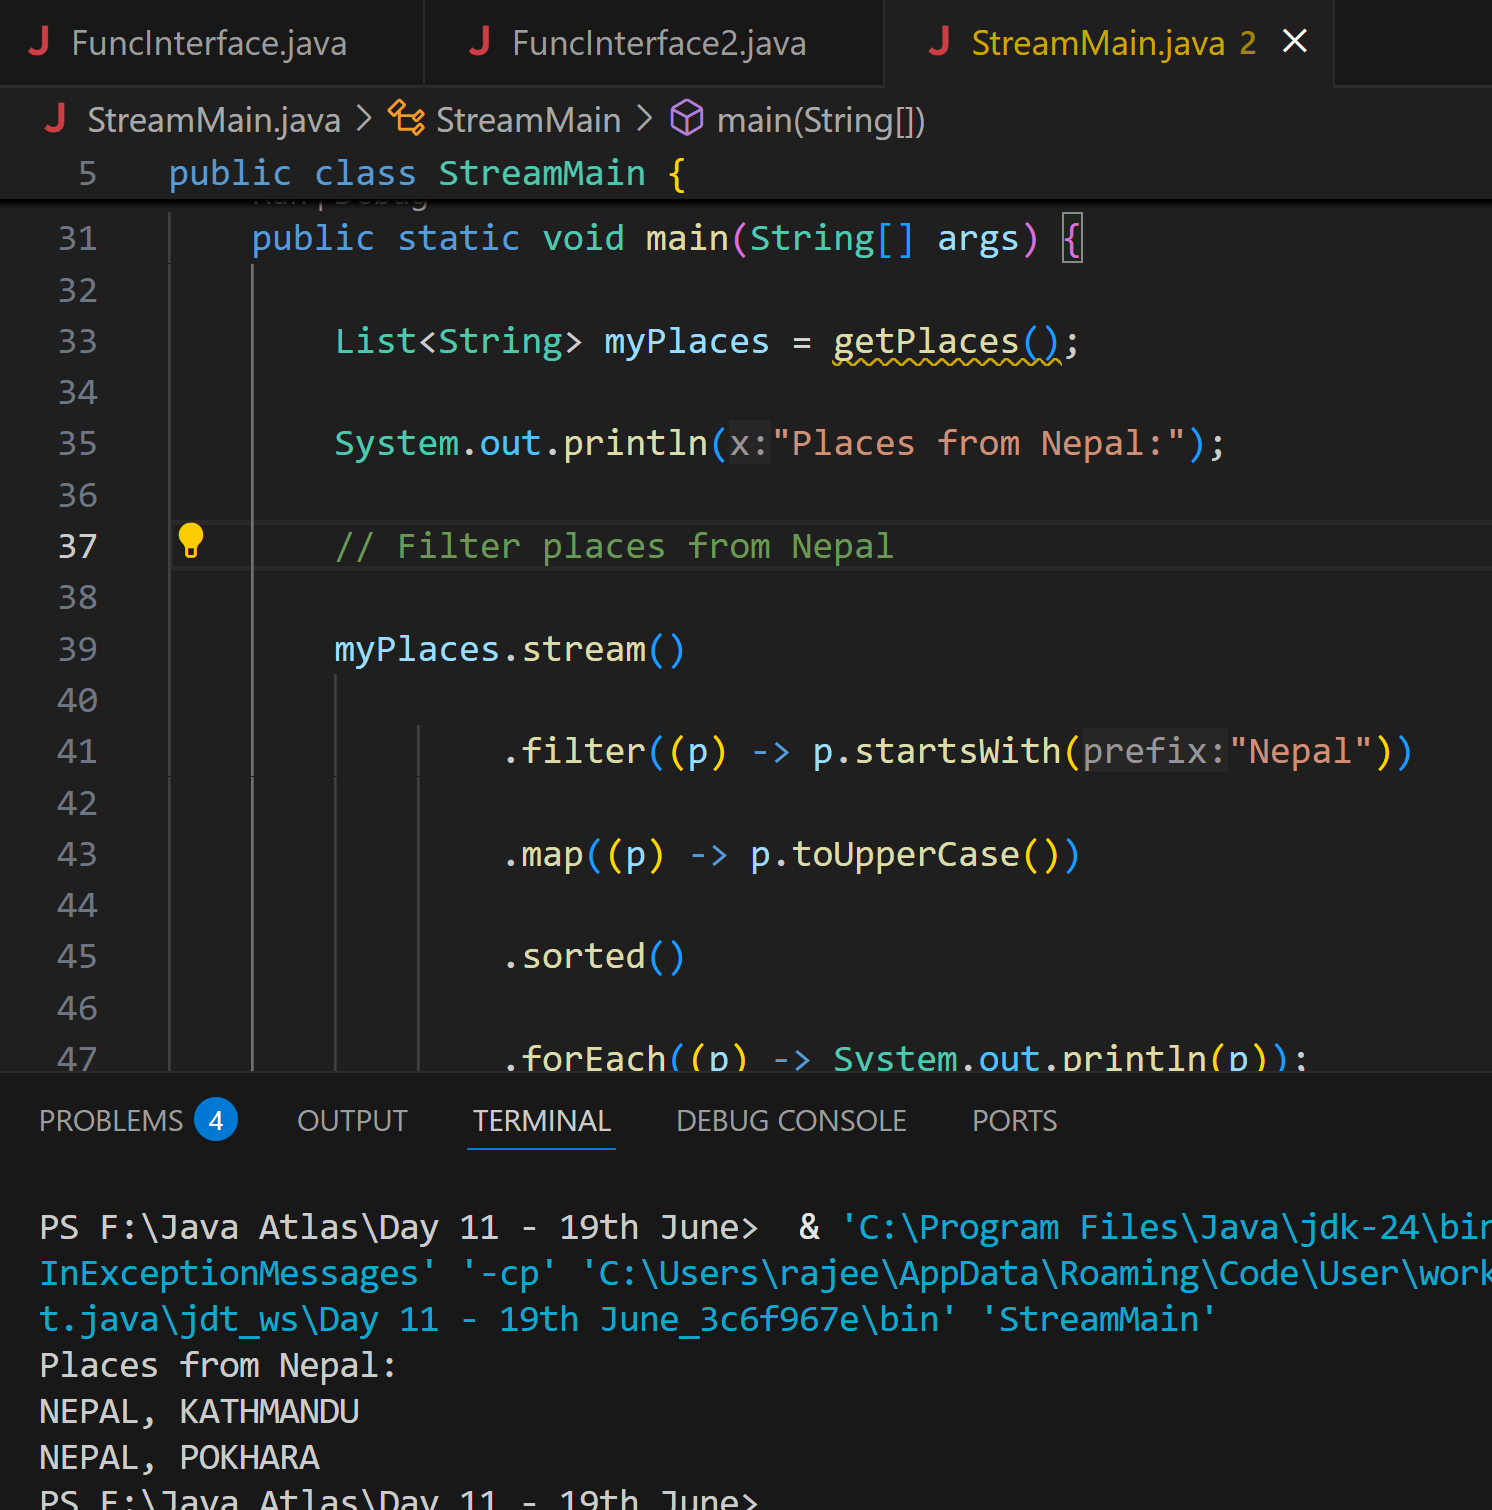 FuncInterface.java FuncInterface2.java StreamMain.java 2
StreamMain.java > StreamMain > main(String[])
5 public class StreamMain {
Run | Debug
31 public static void main(String[] args) {
32
33 List<String> myPlaces = getPlaces();
34
35 System.out.println(x:"Places from Nepal:");
36
37 // Filter places from Nepal
38
39 myPlaces.stream()
40
41 .filter((p) -> p.startsWith(prefix:"Nepal"))
42
43 .map((p) -> p.toUpperCase())
44
45 .sorted()
46
47 .forEach((p) -> System.out.println(p));
PROBLEMS 4 OUTPUT TERMINAL DEBUG CONSOLE PORTS
PS F:\Java Atlas\Day 11 - 19th June>  & 'C:\Program Files\Java\jdk-24\bin
InExceptionMessages' '-cp' 'C:\Users\rajee\AppData\Roaming\Code\User\work
t.java\jdt_ws\Day 11 - 19th June_3c6f967e\bin' 'StreamMain'
Places from Nepal:
NEPAL, KATHMANDU
NEPAL, POKHARA
PS F:\Java Atlas\Day 11 - 19th June>